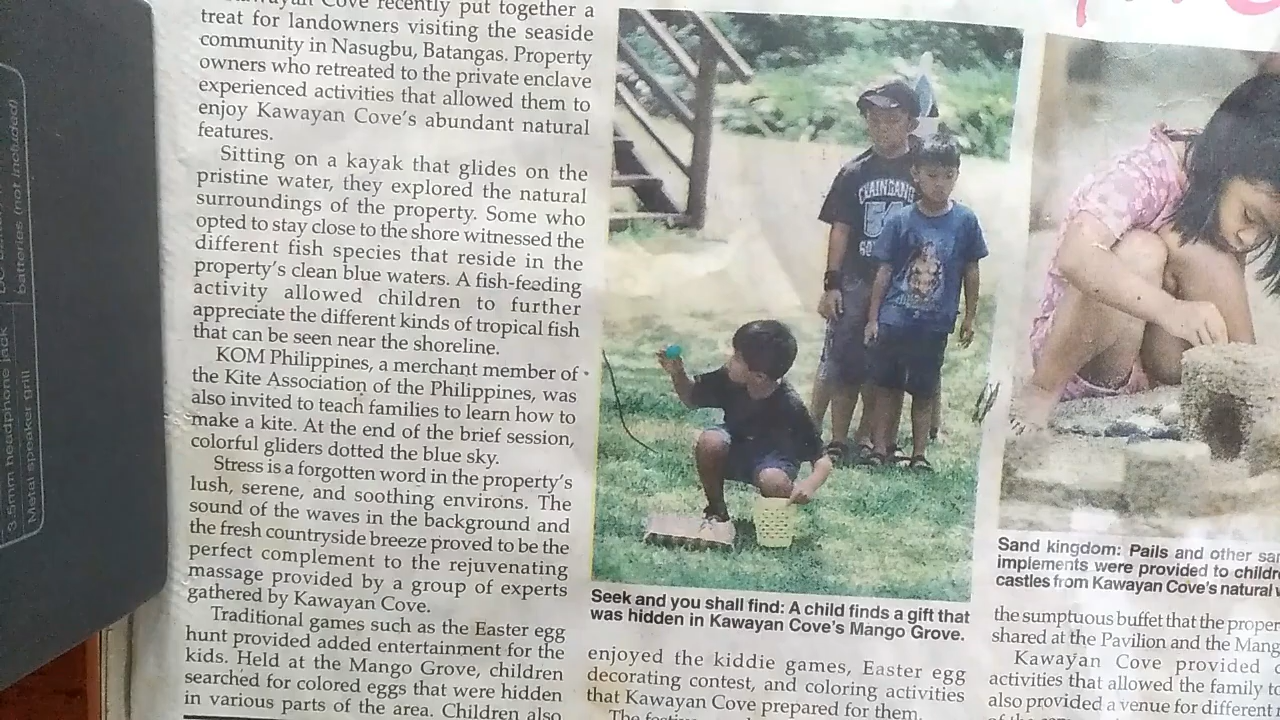 3.5mm headphone jack
Metal speaker grill
batteries (not included)
Cove recently put together a
treat for landowners visiting the seaside
community in Nasugbu, Batangas. Property
owners who retreated to the private enclave
experienced activities that allowed them to
enjoy Kawayan Cove's abundant natural
features.
Sitting on a kayak that glides on the
pristine water, they explored the natural
surroundings of the property. Some who
opted to stay close to the shore witnessed the
different fish species that reside in the
property's clean blue waters. A fish-feeding
activity allowed children to further
appreciate the different kinds of tropical fish
that can be seen near the shoreline.
KOM Philippines, a merchant member of
the Kite Association of the Philippines, was
also invited to teach families to learn how to
make a kite. At the end of the brief session,
colorful gliders dotted the blue sky.
Stress is a forgotten word in the property's
lush, serene, and soothing environs. The
sound of the waves in the background and
the fresh countryside breeze proved to be the
perfect complement to the rejuvenating
massage provided by a group of experts
gathered by Kawayan Cove.
Traditional games such as the Easter egg
hunt provided added entertainment for the
kids. Held at the Mango Grove, children
searched for colored eggs that were hidden
in various parts of the area. Children also
CHAINGANG
Seek and you shall find: A child finds a gift that
was hidden in Kawayan Cove's Mango Grove.
enjoyed the kiddie games, Easter egg
decorating contest, and coloring activities
that Kawayan Cove prepared for them.
Sand kingdom: Pails and other
implements were provided to
castles from Kawayan Cove's natural
the sumptuous buffet that the
shared at the Pavilion and the
Kawayan Cove provided
activities that allowed the family to
also provided a venue for different